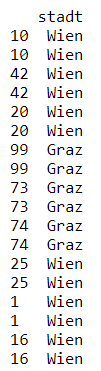 stadt
10 Wien
10 Wien
42 Wien
42 Wien
20 Wien
20 Wien
99 Graz
99 Graz
73 Graz
73 Graz
74 Graz
74 Graz
25 Wien
25 Wien
1 Wien
1 Wien
16 Wien
16 Wien